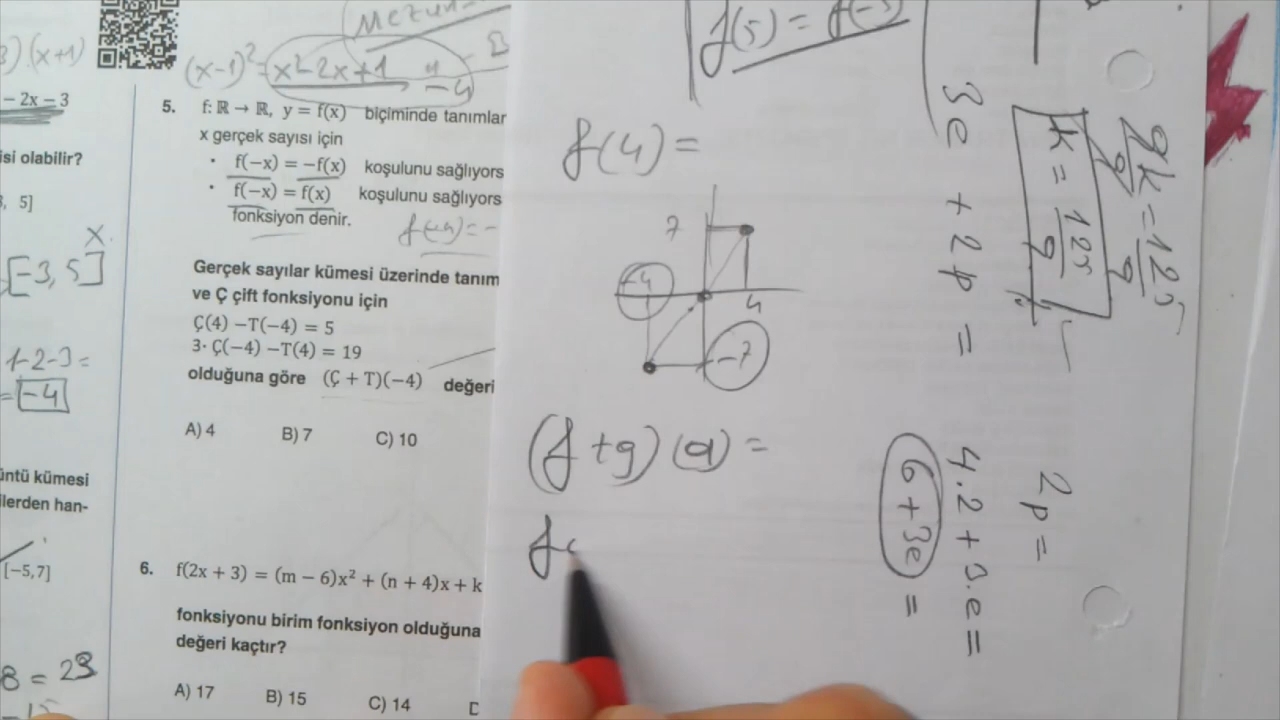 (x+1)
- 2x - 3
isi olabilir?
5]
[-3, 5]
x
-2-3=
= -4
üntü kümesi
ilerden han-
[-5,7]
8 = 23
(x-1)² = x² - 2x + 1 - 4
5. f: ℝ → ℝ, y = f(x) biçiminde tanımlar
x gerçek sayısı için
• f(-x) = -f(x) koşulunu sağlıyors
• f(-x) = f(x) koşulunu sağlıyors
fonksiyon denir.
Gerçek sayılar kümesi üzerinde tanım
ve Ç çift fonksiyonu için
Ç(4) - T(-4) = 5
3· Ç(-4) - T(4) = 19
olduğuna göre (Ç + T)(-4) değeri
A) 4 B) 7 C) 10
6. f(2x + 3) = (m - 6)x² + (n + 4)x + k
fonksiyonu birim fonksiyon olduğuna
değeri kaçtır?
A) 17 B) 15 C) 14 D
f(5) = f(-5)
f(4) =
7
-4
4
-7
(f+g)(a) =
f
3e + 2p =
k = 125/9
9k/9 = 125/9
2p =
4.2 + 3.e =
6+3e =